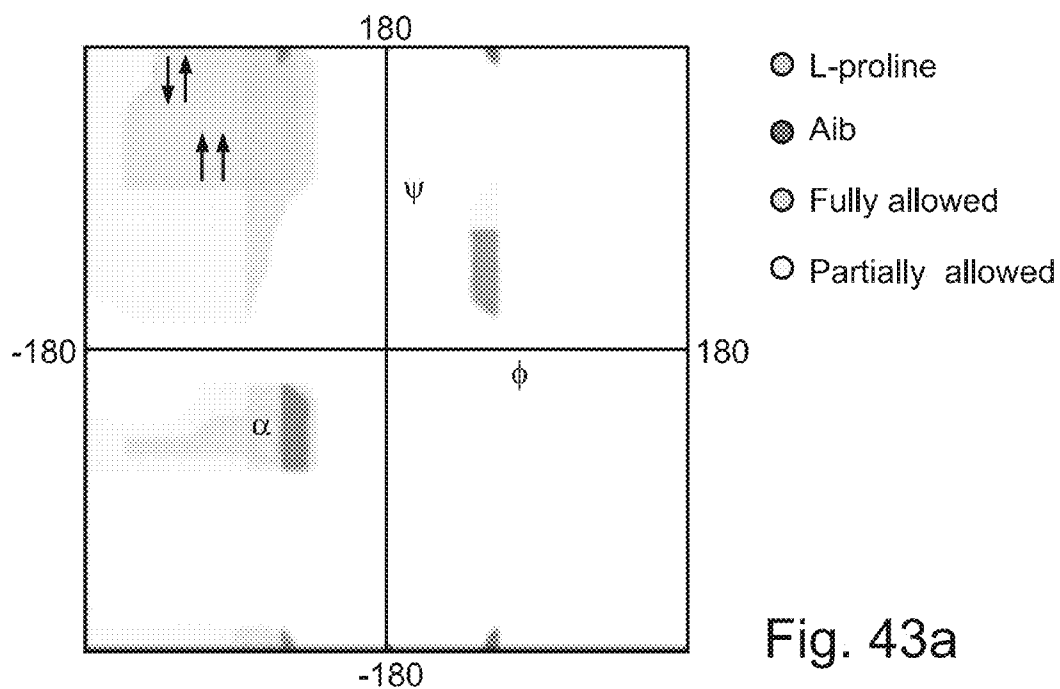 180
L-proline
Aib
ψ
Fully allowed
Partially allowed
-180
180
ϕ
α
Fig. 43a
-180